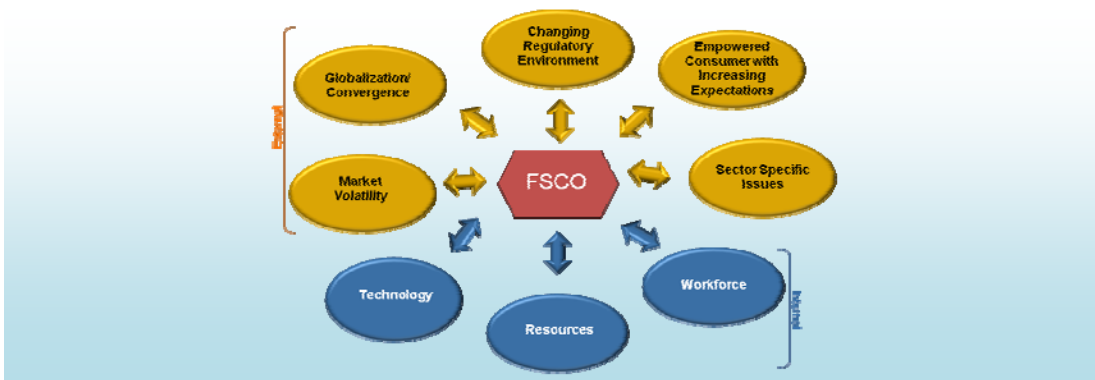 Changing
Regulatory
Environment
Empowered
Consumer with
Increasing
Expectations
Globalization/
Convergence
External
FSCO
Market
Volatility
Sector Specific
Issues
Technology
Resources
Workforce
Internal